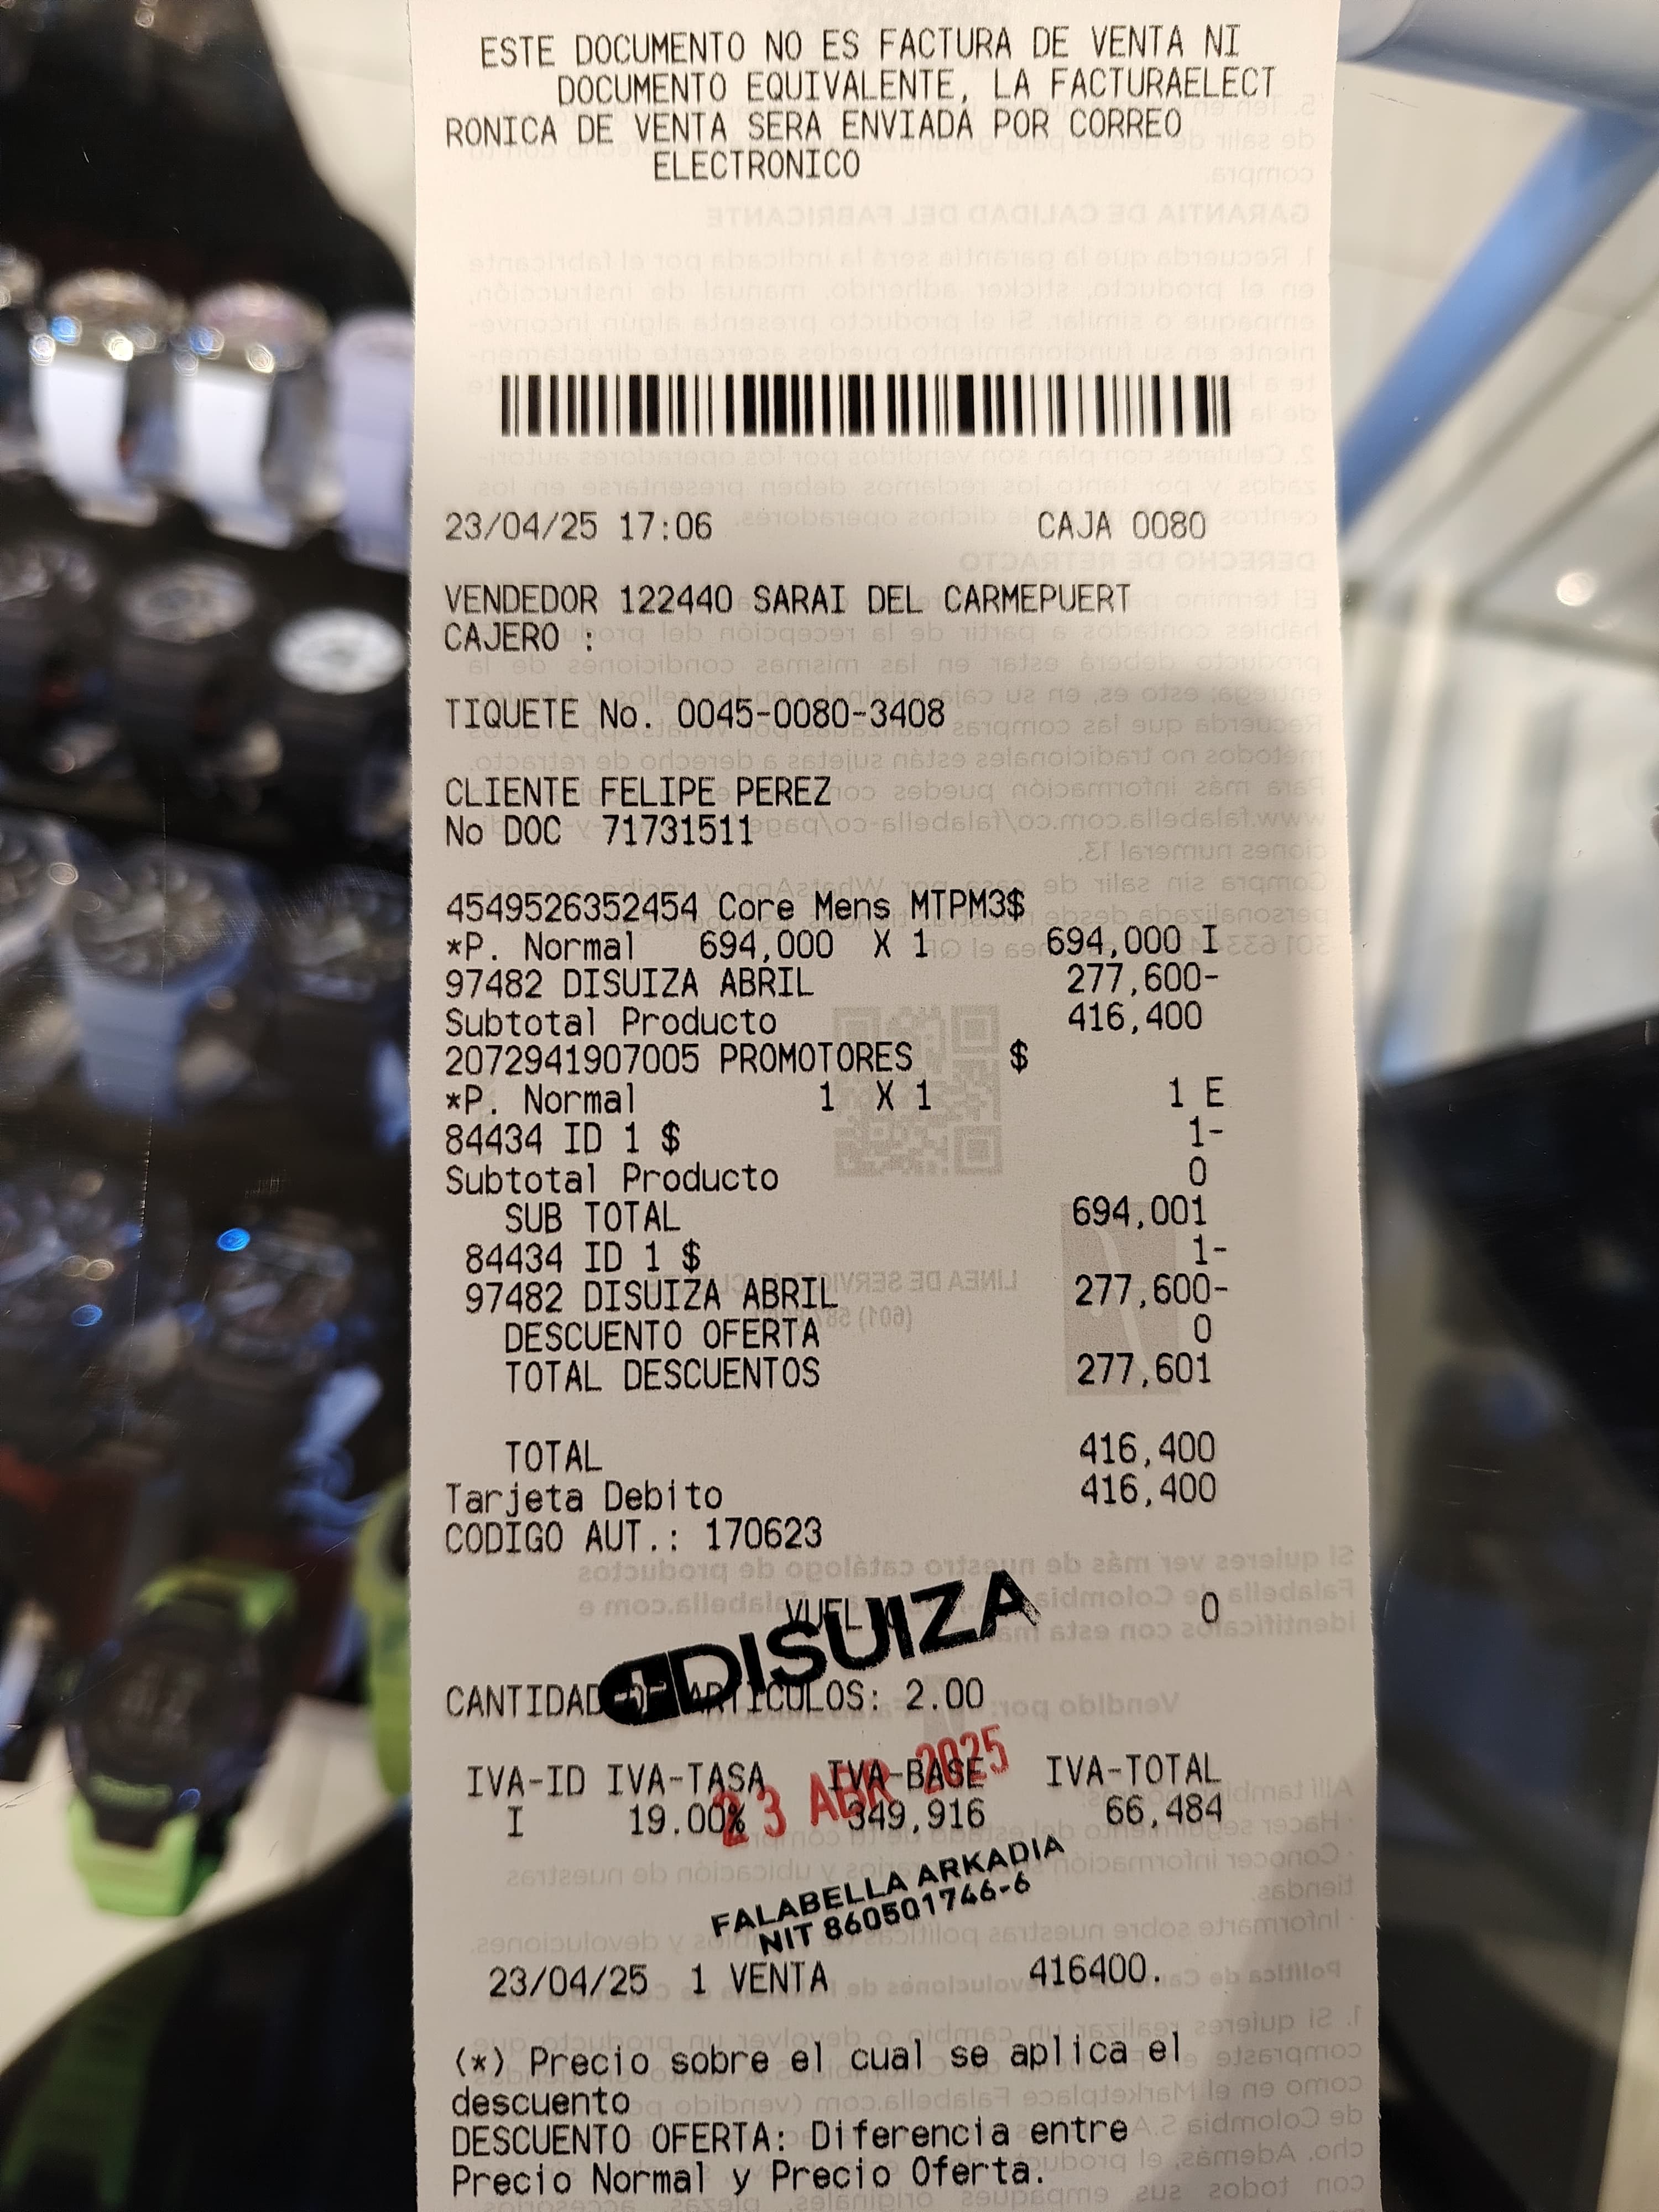 ESTE DOCUMENTO NO ES FACTURA DE VENTA NI
DOCUMENTO EQUIVALENTE, LA FACTURAELECT
RONICA DE VENTA SERA ENVIADA POR CORREO
ELECTRONICO
23/04/25 17:06 CAJA 0080
VENDEDOR 122440 SARAI DEL CARMEPUERT
CAJERO :
TIQUETE No. 0045-0080-3408
CLIENTE FELIPE PEREZ
No DOC 71731511
4549526352454 Core Mens MTPM3$
*P. Normal 694,000 X 1 694,000 I
97482 DISUIZA ABRIL 277,600-
Subtotal Producto 416,400
2072941907005 PROMOTORES $
*P. Normal 1 X 1 1 E
84434 ID 1 $ 1-
Subtotal Producto 0
SUB TOTAL 694,001
84434 ID 1 $ 1-
97482 DISUIZA ABRIL 277,600-
DESCUENTO OFERTA 0
TOTAL DESCUENTOS 277,601
TOTAL 416,400
Tarjeta Debito 416,400
CODIGO AUT.: 170623
0
DISUIZA
CANTIDAD DE ARTICULOS: 2.00
23 ABR 2025
IVA-ID IVA-TASA IVA-BASE IVA-TOTAL
I 19.00% 349,916 66,484
FALABELLA ARKADIA
NIT 860501746-6
23/04/25 1 VENTA 416400.
(*) Precio sobre el cual se aplica el
descuento
DESCUENTO OFERTA: Diferencia entre
Precio Normal y Precio Oferta.